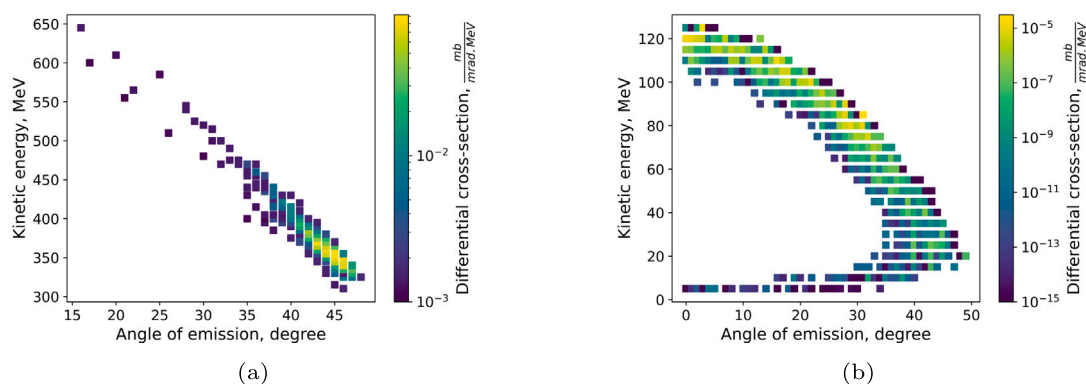 650
600
550
500
450
400
350
300
15 20 25 30 35 40 45
Kinetic energy, MeV
Angle of emission, degree
10⁻²
10⁻³
Differential cross-section, mb/mrad.MeV
(a)
120
100
80
60
40
20
0
0 10 20 30 40 50
Kinetic energy, MeV
Angle of emission, degree
10⁻⁵
10⁻⁷
10⁻⁹
10⁻¹¹
10⁻¹³
10⁻¹⁵
Differential cross-section, mb/mrad.MeV
(b)